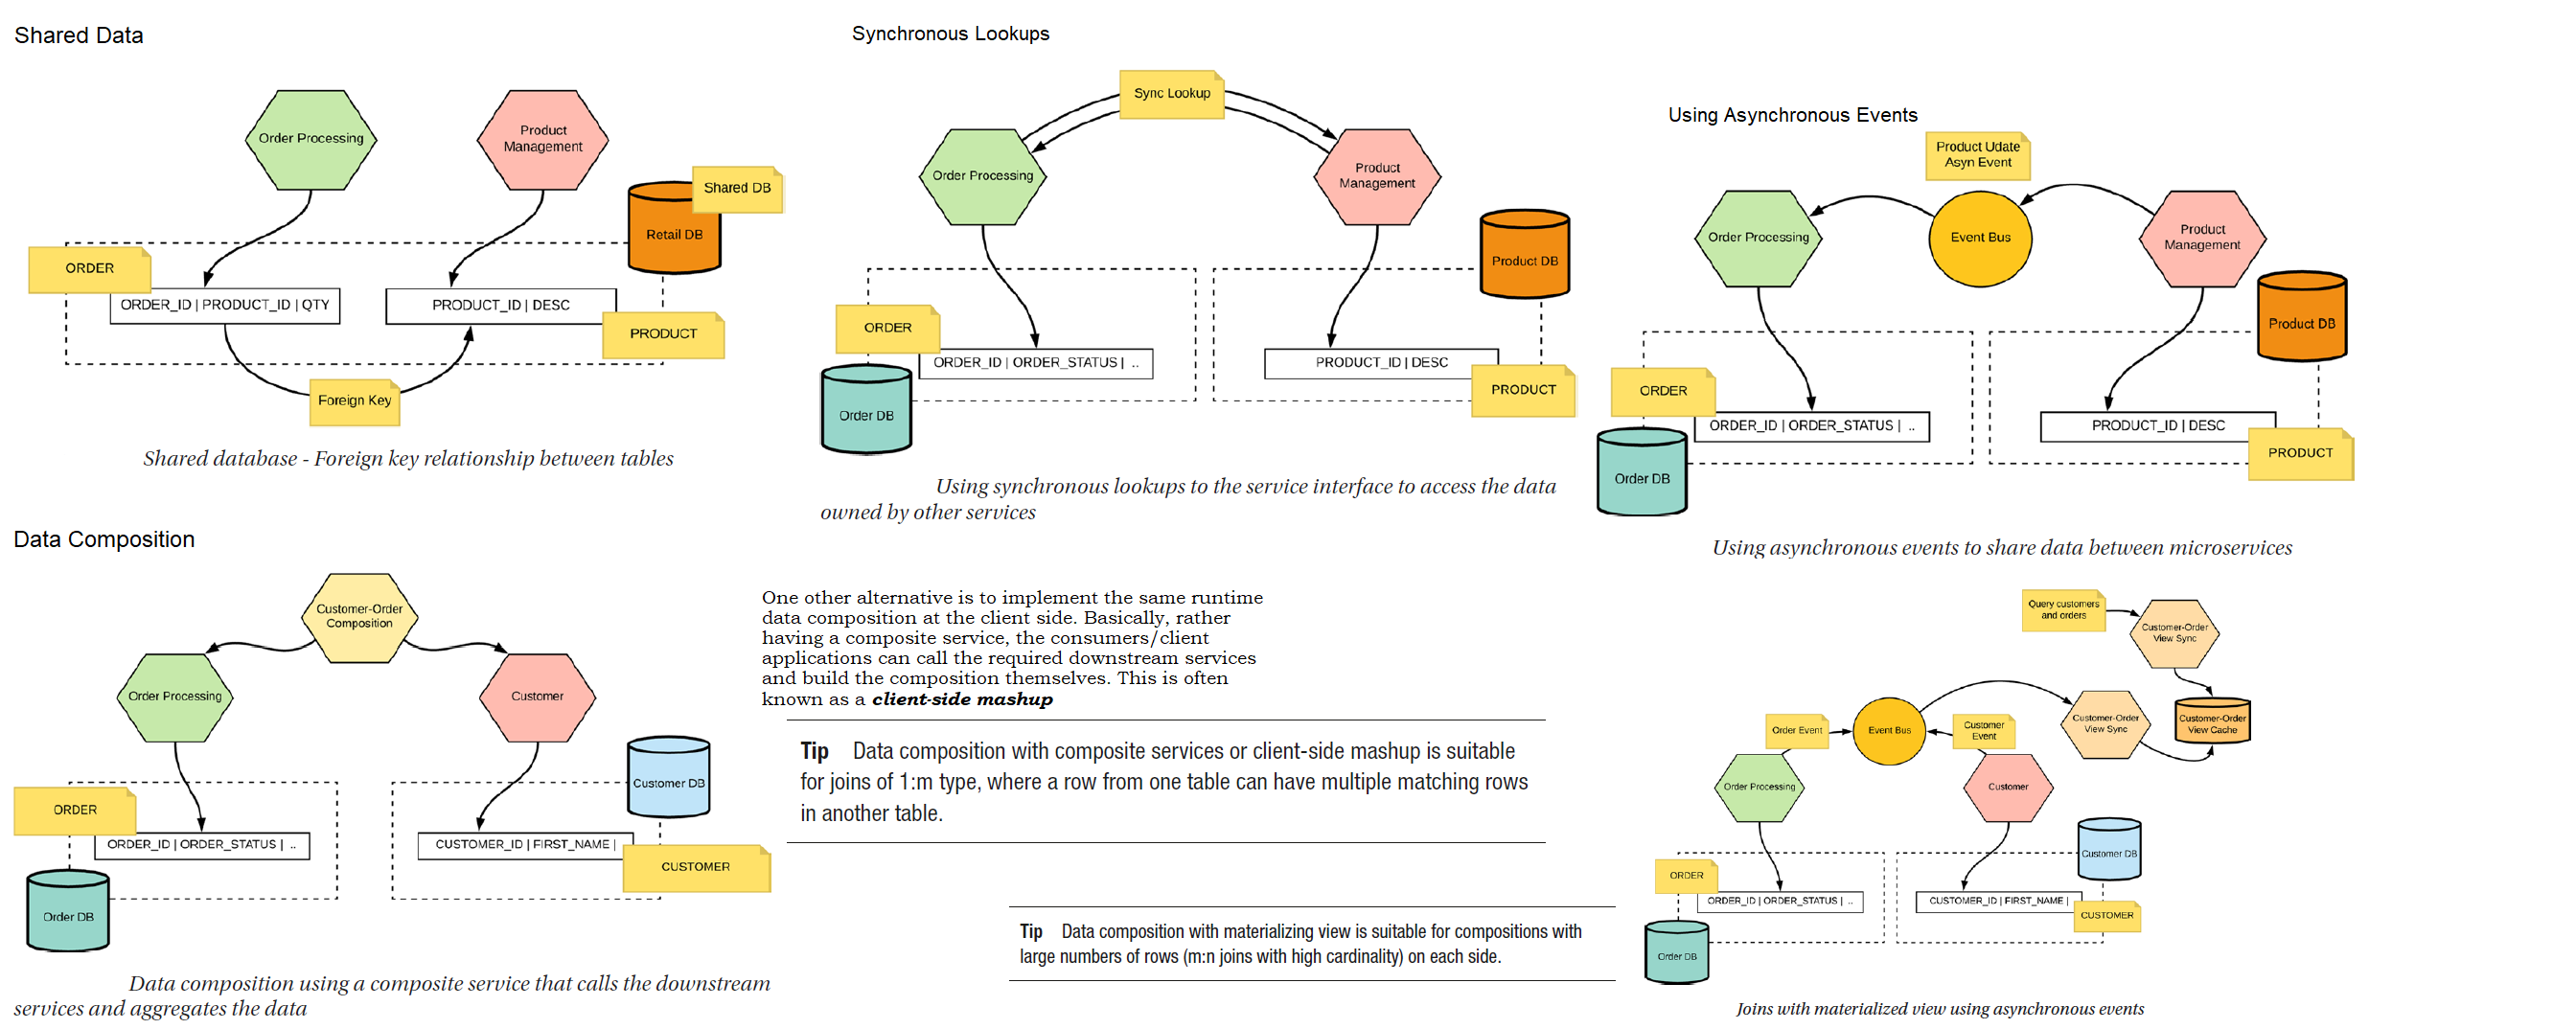 Shared Data
Order Processing
Product
Management
Shared DB
Retail DB
ORDER
ORDER_ID | PRODUCT_ID | QTY
PRODUCT_ID | DESC
PRODUCT
Foreign Key
Shared database - Foreign key relationship between tables
Synchronous Lookups
Sync Lookup
Order Processing
Product
Management
Product DB
ORDER
ORDER_ID | ORDER_STATUS | ..
PRODUCT_ID | DESC
PRODUCT
Order DB
Using synchronous lookups to the service interface to access the data
owned by other services
Using Asynchronous Events
Product Udate
Asyn Event
Order Processing
Event Bus
Product
Management
Product DB
ORDER
ORDER_ID | ORDER_STATUS | ..
PRODUCT_ID | DESC
PRODUCT
Order DB
Using asynchronous events to share data between microservices
Data Composition
Customer-Order
Composition
Order Processing
Customer
Customer DB
ORDER
ORDER_ID | ORDER_STATUS | ..
CUSTOMER_ID | FIRST_NAME |
CUSTOMER
Order DB
Data composition using a composite service that calls the downstream
services and aggregates the data
One other alternative is to implement the same runtime
data composition at the client side. Basically, rather
having a composite service, the consumers/client
applications can call the required downstream services
and build the composition themselves. This is often
known as a client-side mashup
Tip Data composition with composite services or client-side mashup is suitable
for joins of 1:m type, where a row from one table can have multiple matching rows
in another table.
Tip Data composition with materializing view is suitable for compositions with
large numbers of rows (m:n joins with high cardinality) on each side.
Query customers
and orders
Customer-Order
View Sync
Order Event
Event Bus
Customer
Event
Customer-Order
View Sync
Customer-Order
View Cache
Order Processing
Customer
Customer DB
ORDER
ORDER_ID | ORDER_STATUS | ..
CUSTOMER_ID | FIRST_NAME |
CUSTOMER
Order DB
Joins with materialized view using asynchronous events